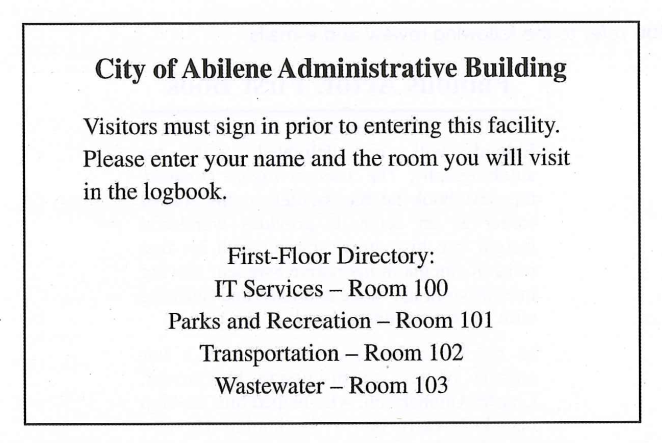 City of Abilene Administrative Building
Visitors must sign in prior to entering this facility.
Please enter your name and the room you will visit
in the logbook.
First-Floor Directory:
IT Services – Room 100
Parks and Recreation – Room 101
Transportation – Room 102
Wastewater – Room 103